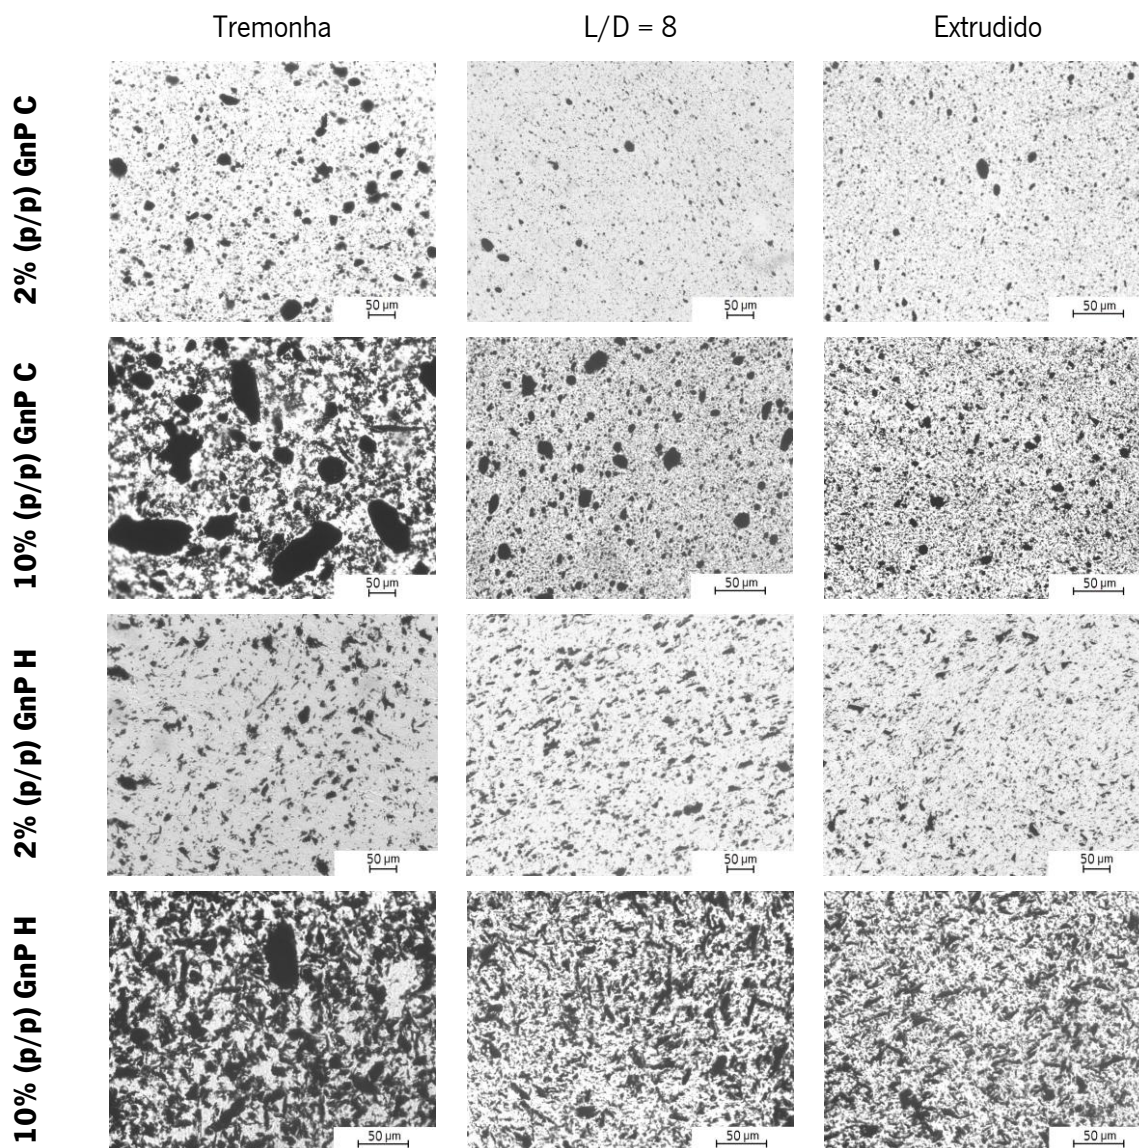 Tremonha
L/D = 8
Extrudido
2% (p/p) GnP C
50 µm
50 µm
50 µm
10% (p/p) GnP C
50 µm
50 µm
50 µm
2% (p/p) GnP H
50 µm
50 µm
50 µm
10% (p/p) GnP H
50 µm
50 µm
50 µm